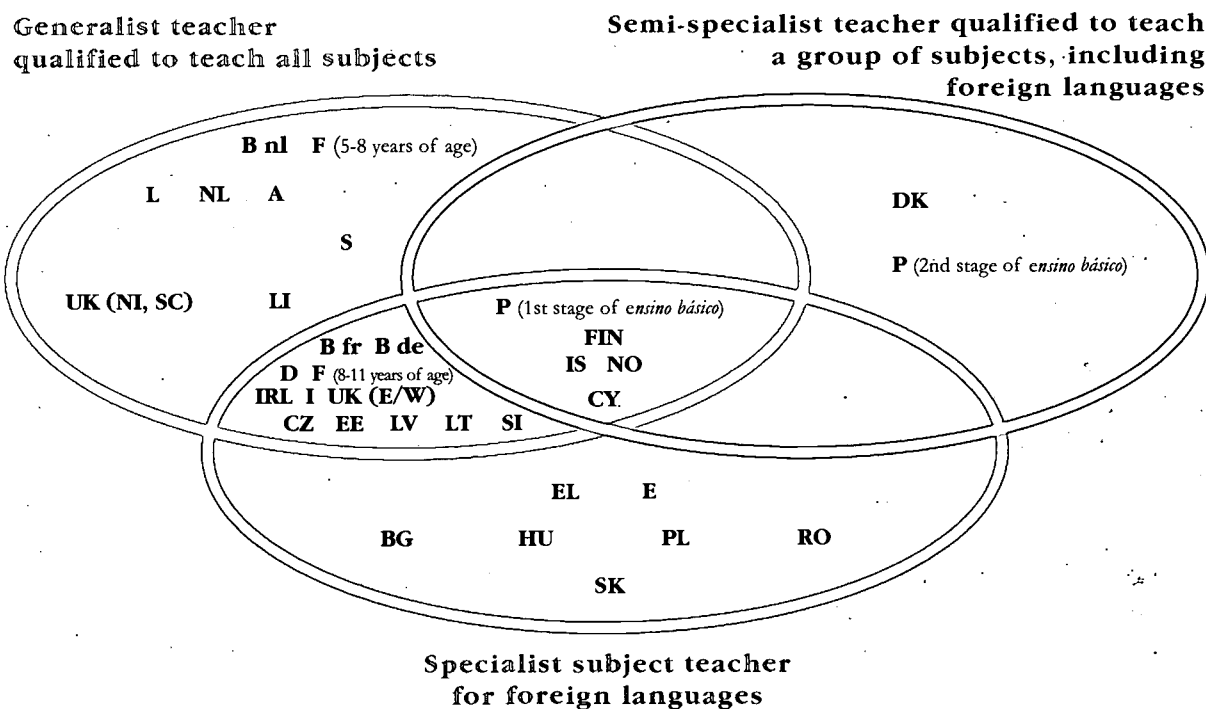 Generalist teacher
qualified to teach all subjects
Semi-specialist teacher qualified to teach
a group of subjects, including
foreign languages
B nl F (5-8 years of age)
L NL A
DK
S
P (2nd stage of ensino básico)
UK (NI, SC) LI
P (1st stage of ensino básico)
FIN
B fr B de
IS NO
D F (8-11 years of age)
IRL I UK (E/W)
CY
CZ EE LV LT SI
EL E
BG HU PL RO
SK
Specialist subject teacher
for foreign languages